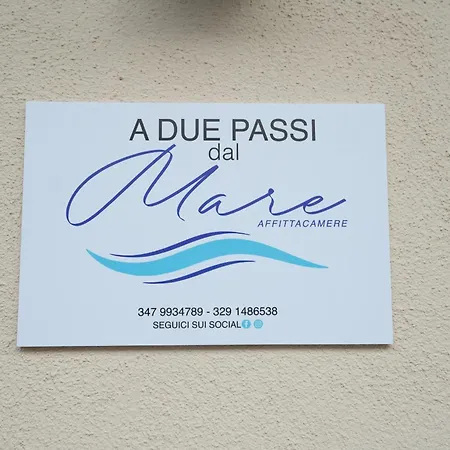 A DUE PASSI
dal
Mare
AFFITTACAMERE
347 9934789 - 329 1486538
SEGUICI SUI SOCIAL